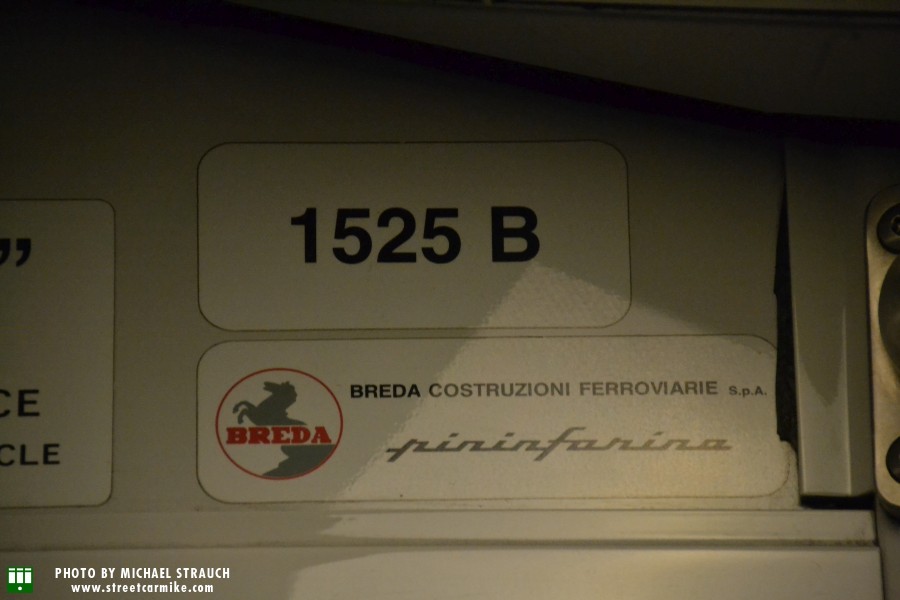 1525 B
”
CE
CLE
BREDA
BREDA COSTRUZIONI FERROVIARIE S.p.A.
pininfarina
PHOTO BY MICHAEL STRAUCH
www.streetcarmike.com